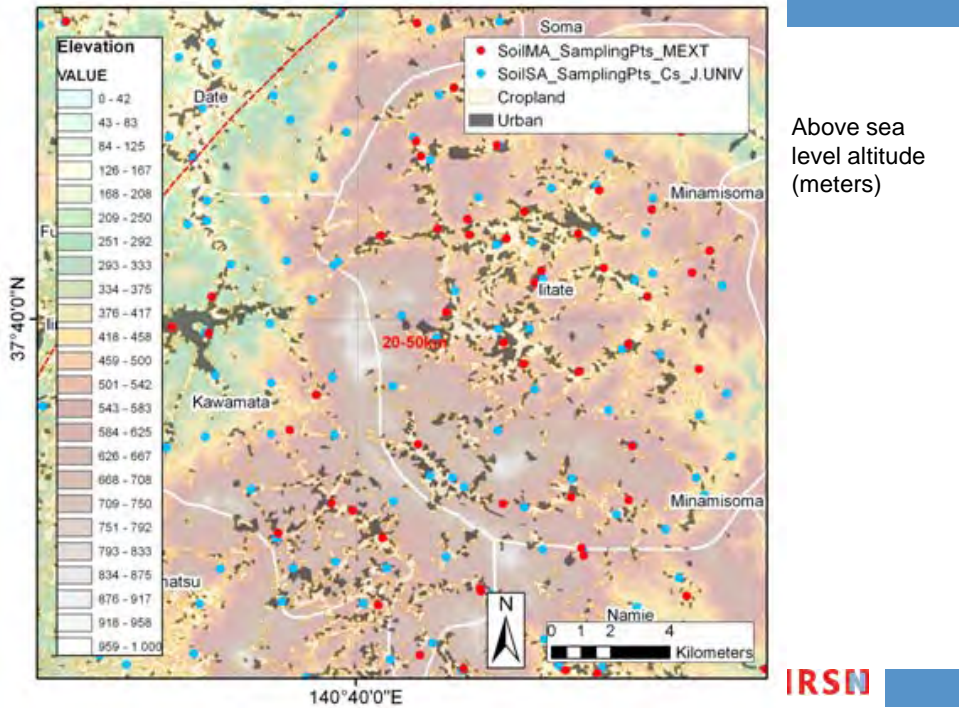 Elevation
VALUE
0 - 42
43 - 83
84 - 125
126 - 167
168 - 208
209 - 250
251 - 292
293 - 333
334 - 375
376 - 417
418 - 458
459 - 500
501 - 542
543 - 583
584 - 625
626 - 667
668 - 708
709 - 750
751 - 792
793 - 833
834 - 875
876 - 917
918 - 958
959 - 1 000
Soma
SoilMA_SamplingPts_MEXT
SoilSA_SamplingPts_Cs_J.UNIV
Cropland
Urban
Date
Minamisoma
Fu
Iitate
20-50km
Kawamata
Minamisoma
natsu
Namie
N
0 1 2 4
Kilometers
37°40'0"N
140°40'0"E
Above sea
level altitude
(meters)
IRSN